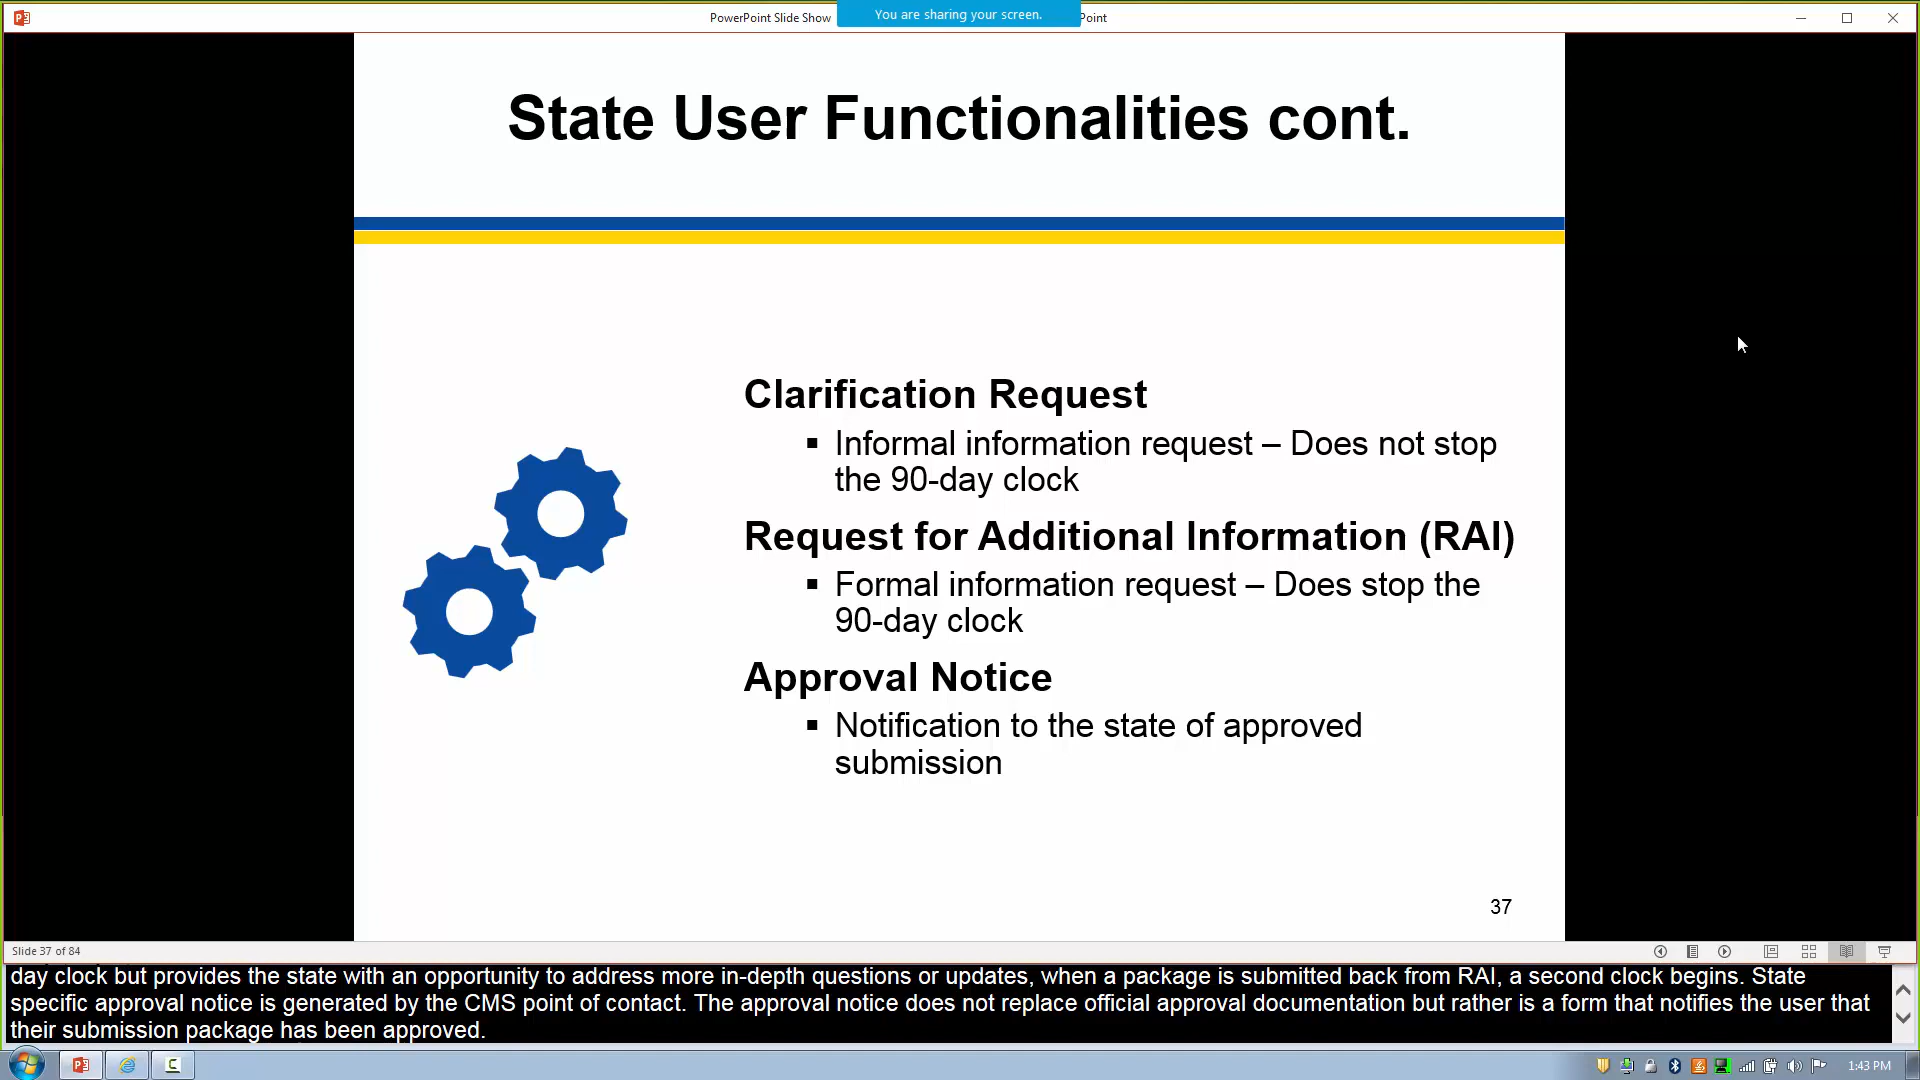 PowerPoint Slide Show
You are sharing your screen.
Point
State User Functionalities cont.
Clarification Request
▪ Informal information request – Does not stop
the 90-day clock
Request for Additional Information (RAI)
▪ Formal information request – Does stop the
90-day clock
Approval Notice
▪ Notification to the state of approved
submission
37
Slide 37 of 84
day clock but provides the state with an opportunity to address more in-depth questions or updates, when a package is submitted back from RAI, a second clock begins. State
specific approval notice is generated by the CMS point of contact. The approval notice does not replace official approval documentation but rather is a form that notifies the user that
their submission package has been approved.
1:43 PM